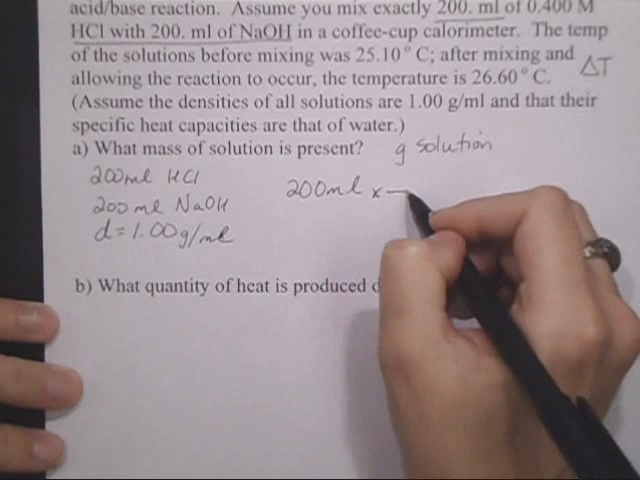 acid/base reaction. Assume you mix exactly 200. ml of 0.400 M
HCl with 200. ml of NaOH in a coffee-cup calorimeter. The temp
of the solutions before mixing was 25.10° C; after mixing and
allowing the reaction to occur, the temperature is 26.60° C. ΔT
(Assume the densities of all solutions are 1.00 g/ml and that their
specific heat capacities are that of water.)
a) What mass of solution is present? g solution
200ml HCl
200ml x
200 ml NaOH
d=1.00g/ml
b) What quantity of heat is produced